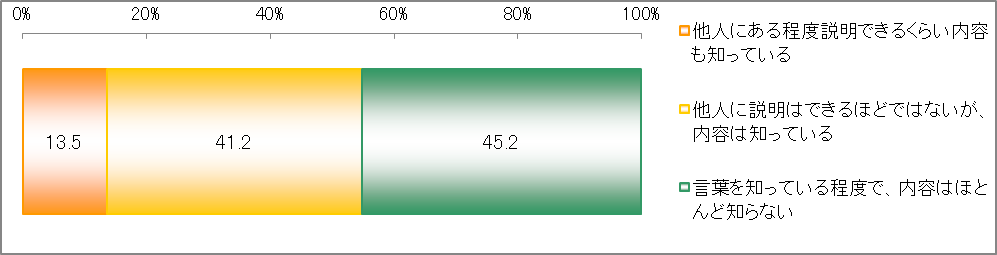 0% 20% 40% 60% 80% 100%
13.5 41.2 45.2
他人にある程度説明できるくらい内容
も知っている
他人に説明はできるほどではないが、
内容は知っている
言葉を知っている程度で、内容はほと
んど知らない